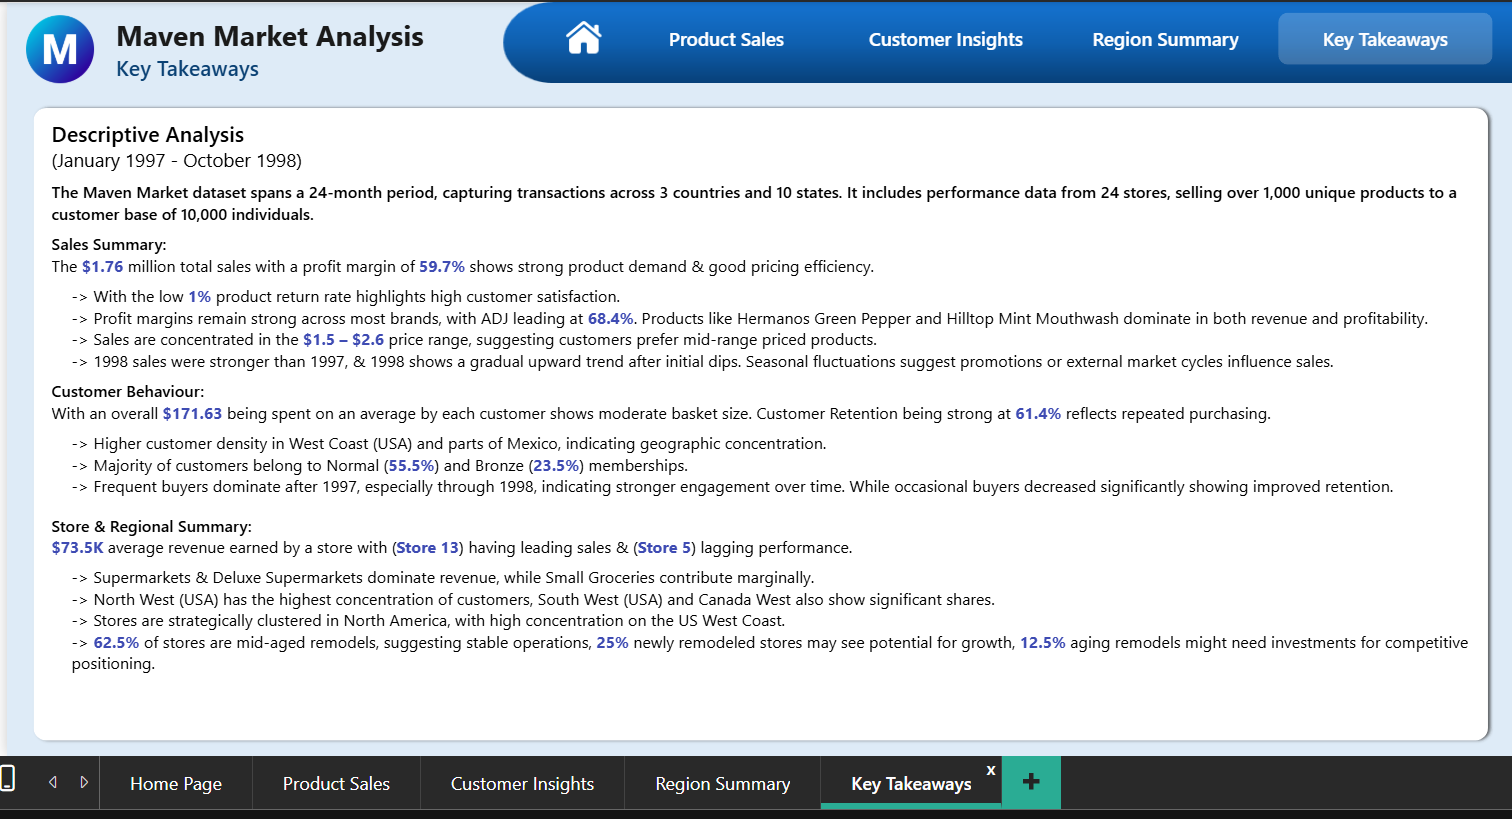 M
Maven Market Analysis
Key Takeaways
Product Sales
Customer Insights
Region Summary
Key Takeaways
Descriptive Analysis
(January 1997 - October 1998)
The Maven Market dataset spans a 24-month period, capturing transactions across 3 countries and 10 states. It includes performance data from 24 stores, selling over 1,000 unique products to a
customer base of 10,000 individuals.
Sales Summary:
The $1.76 million total sales with a profit margin of 59.7% shows strong product demand & good pricing efficiency.
-> With the low 1% product return rate highlights high customer satisfaction.
-> Profit margins remain strong across most brands, with ADJ leading at 68.4%. Products like Hermanos Green Pepper and Hilltop Mint Mouthwash dominate in both revenue and profitability.
-> Sales are concentrated in the $1.5 – $2.6 price range, suggesting customers prefer mid-range priced products.
-> 1998 sales were stronger than 1997, & 1998 shows a gradual upward trend after initial dips. Seasonal fluctuations suggest promotions or external market cycles influence sales.
Customer Behaviour:
With an overall $171.63 being spent on an average by each customer shows moderate basket size. Customer Retention being strong at 61.4% reflects repeated purchasing.
-> Higher customer density in West Coast (USA) and parts of Mexico, indicating geographic concentration.
-> Majority of customers belong to Normal (55.5%) and Bronze (23.5%) memberships.
-> Frequent buyers dominate after 1997, especially through 1998, indicating stronger engagement over time. While occasional buyers decreased significantly showing improved retention.
Store & Regional Summary:
$73.5K average revenue earned by a store with (Store 13) having leading sales & (Store 5) lagging performance.
-> Supermarkets & Deluxe Supermarkets dominate revenue, while Small Groceries contribute marginally.
-> North West (USA) has the highest concentration of customers, South West (USA) and Canada West also show significant shares.
-> Stores are strategically clustered in North America, with high concentration on the US West Coast.
-> 62.5% of stores are mid-aged remodels, suggesting stable operations, 25% newly remodeled stores may see potential for growth, 12.5% aging remodels might need investments for competitive
positioning.
Home Page
Product Sales
Customer Insights
Region Summary
Key Takeaways
x
+